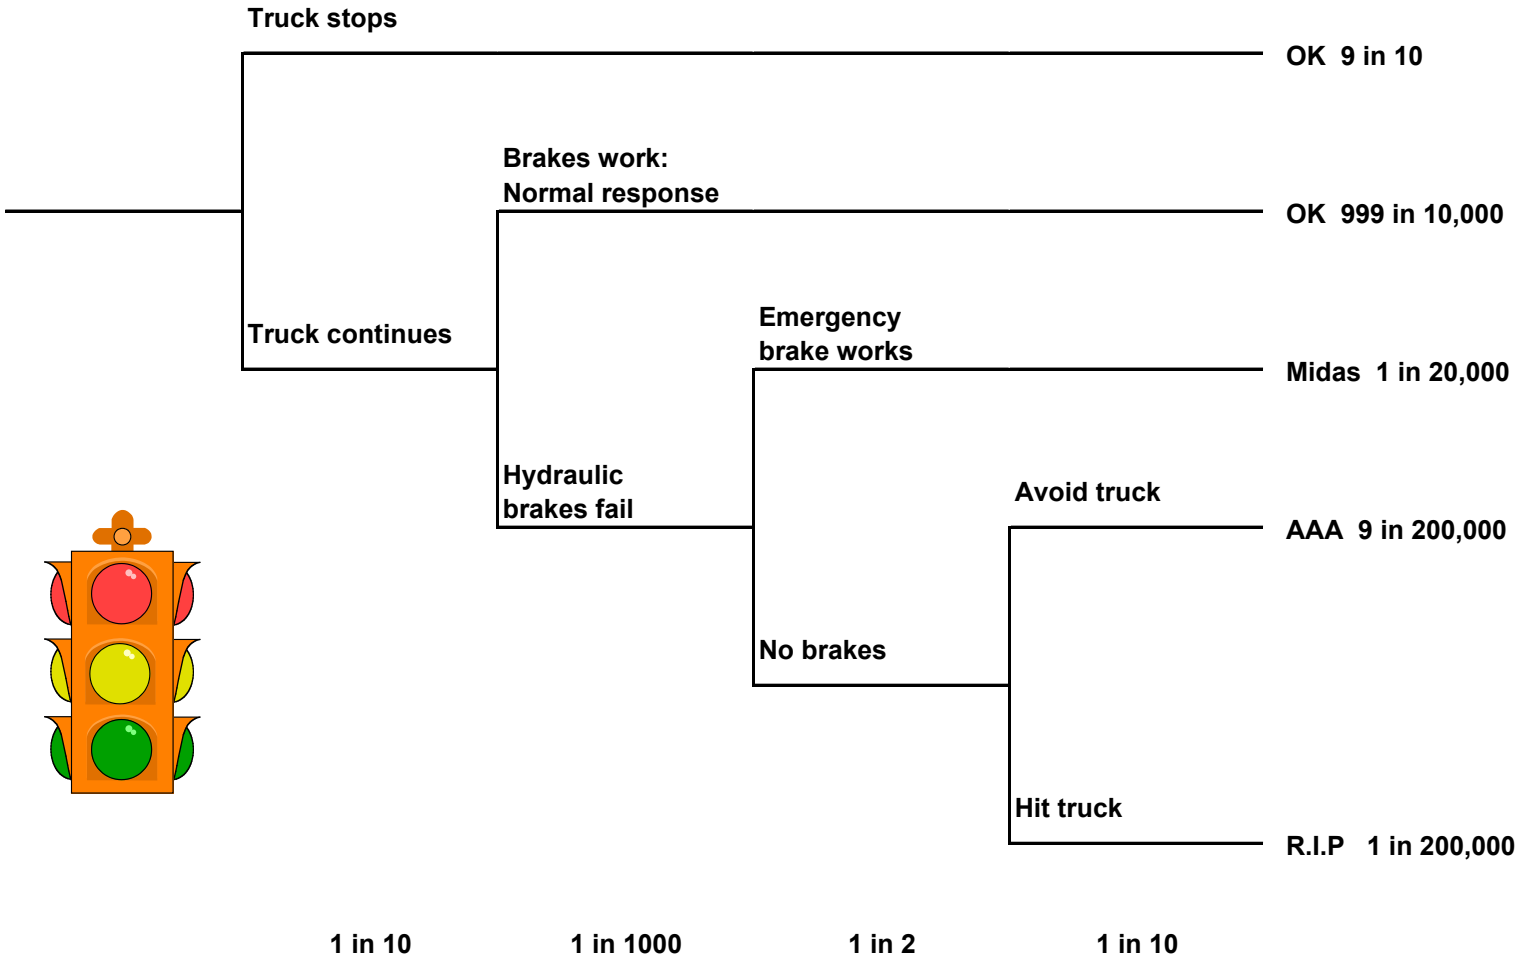 Truck stops
OK 9 in 10
Brakes work:
Normal response
OK 999 in 10,000
Truck continues
Emergency
brake works
Midas 1 in 20,000
Hydraulic
brakes fail
Avoid truck
AAA 9 in 200,000
No brakes
Hit truck
R.I.P 1 in 200,000
1 in 10
1 in 1000
1 in 2
1 in 10